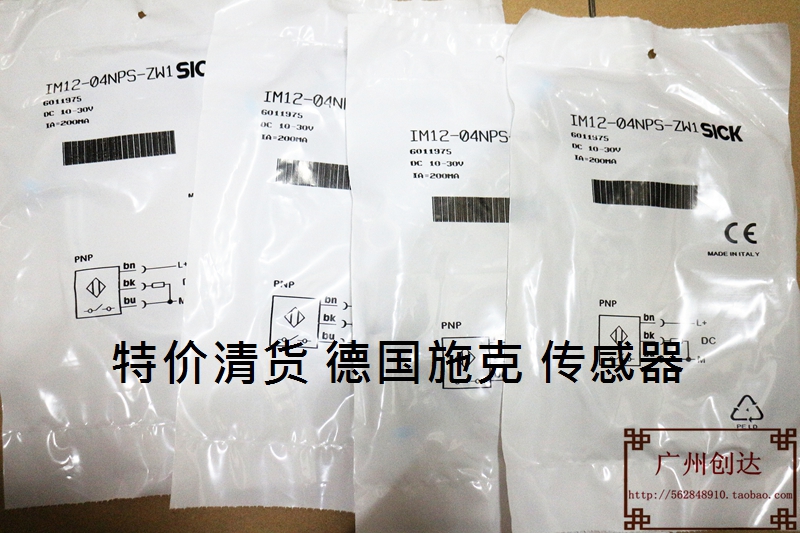 IM12-04NPS-ZW1 SIC
6011975
DC 10-30V
IA=200MA
PNP
bn L+
bk
bu M
IM12-04N
6011975
DC 10-30V
IA=200MA
PNP
bn
bk
bu
IM12-04NPS-
6011975
DC 10-30V
IA=200MA
PNP
IM12-04NPS-ZW1 SICK
6011975
DC 10-30V
IA=200MA
CE
MADE IN ITALY
PNP
bn L+
bk DC
M
PE LD
特价清货 德国施克 传感器
广州创达
http://562848910.taobao.com